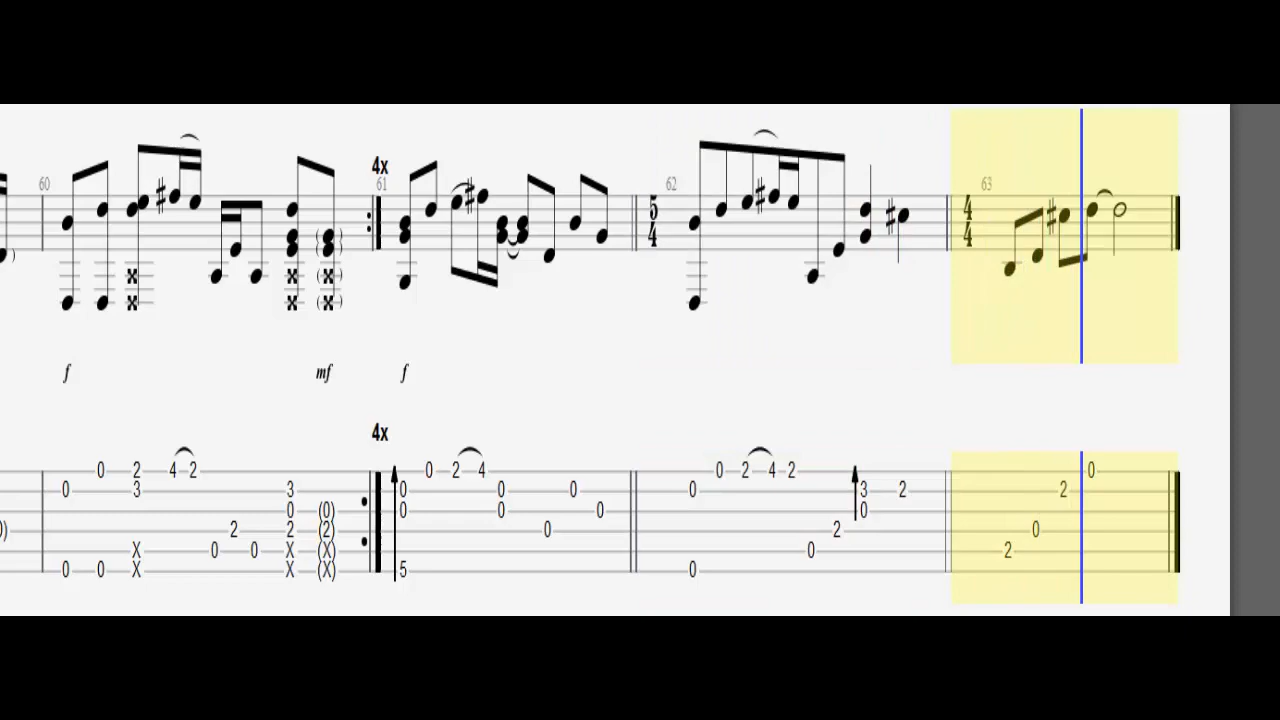 4x
60 61 62 63
5 4
4 4
f mf f
4x
0 2 4 2 0 2 4 0 2 4 2 0
0 3 3 0 0 0 0 3 2 2
0 (0) 0 0 0 0
0) 2 2 (2) 0 2 0
X 0 0 X (X) 0 2
0 0 X X (X) 5 0